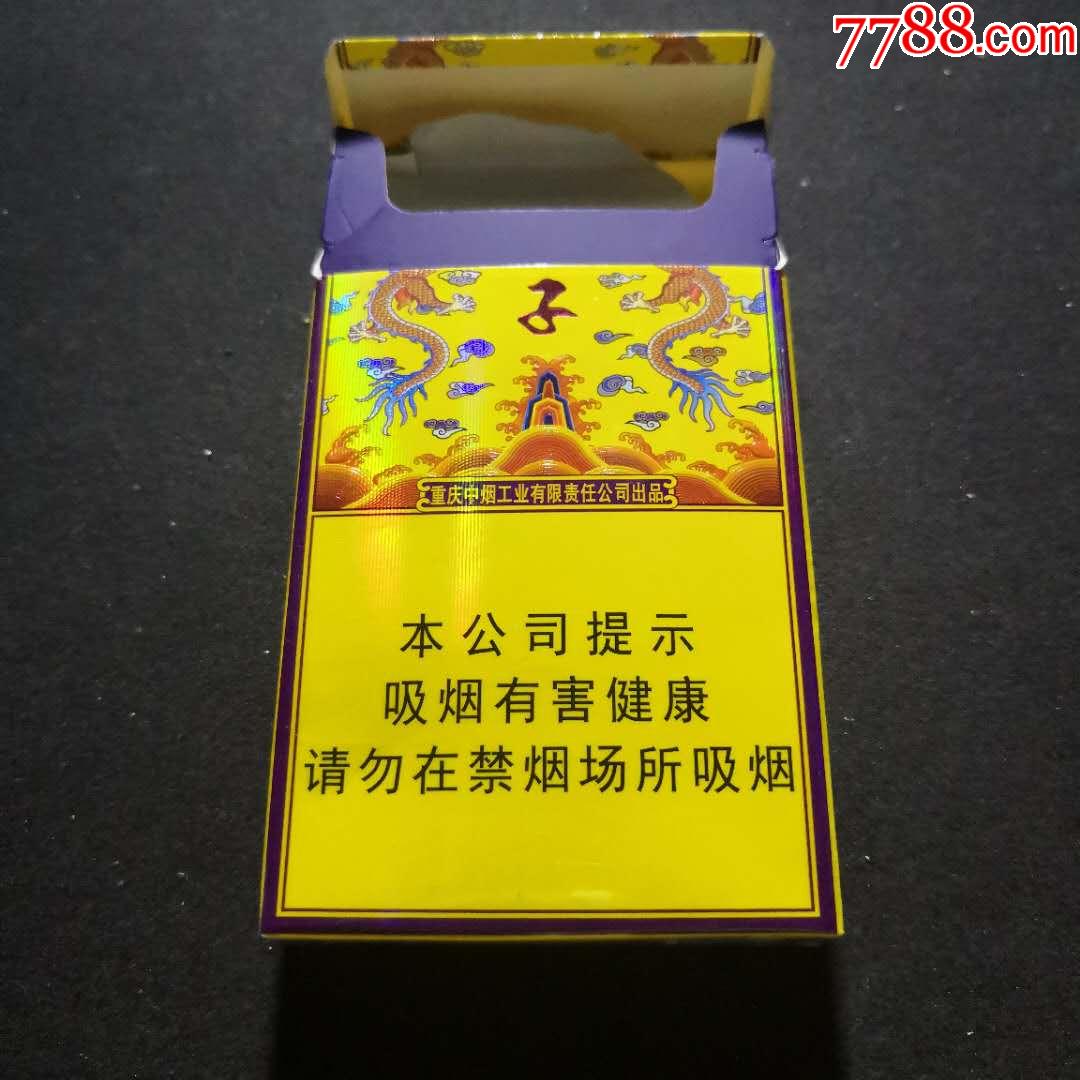 7788.com
子
重庆中烟工业有限责任公司出品
本公司提示
吸烟有害健康
请勿在禁烟场所吸烟